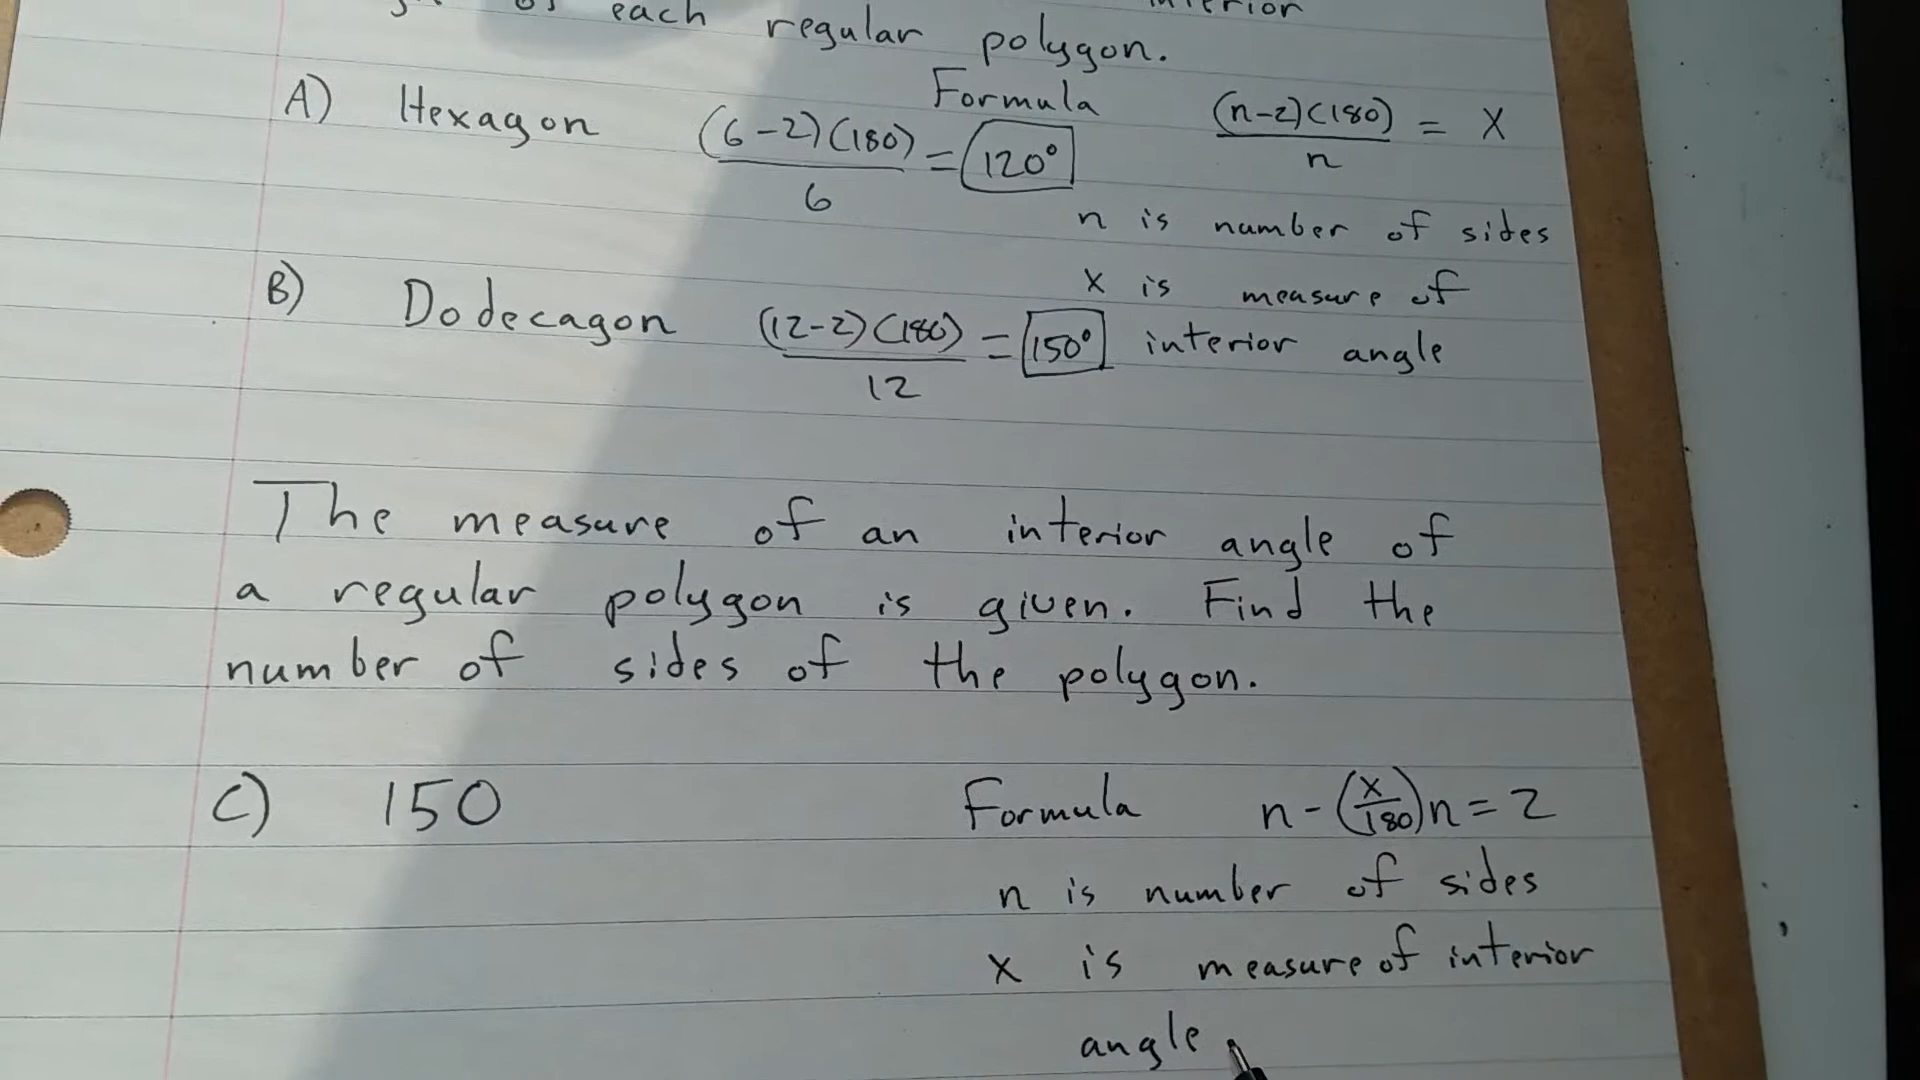 of each
regular polygon.
A) Hexagon (6-2)(180)/6 = 120° Formula (n-2)(180)/n = X
n is number of sides
B) Dodecagon (12-2)(180)/12 = 150° x is measure of
interior angle
The measure of an interior angle of
a regular polygon is given. Find the
number of sides of the polygon.
C) 150 Formula n-(x/180)n=2
n is number of sides
x is measure of interior
angle